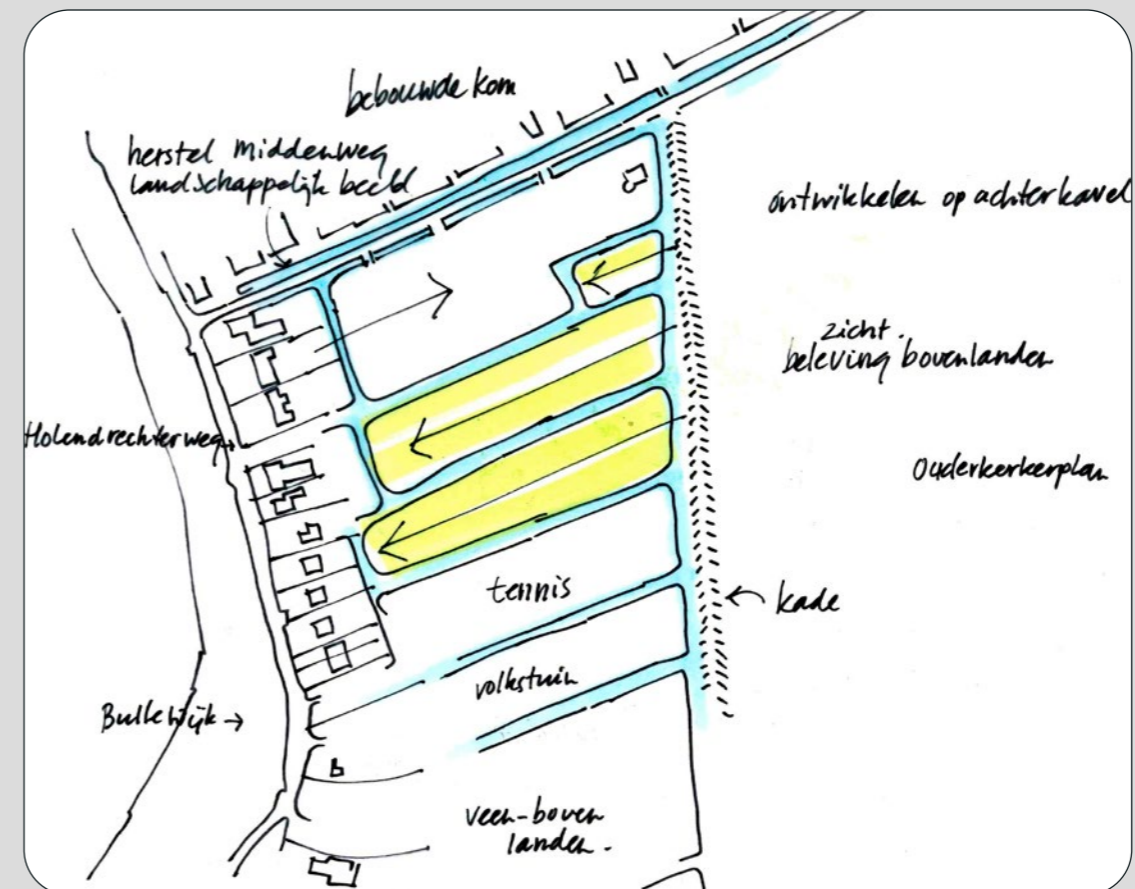 bebouwde kom
herstel middenweg
landschappelijk beeld
ontwikkelen op achterkavel
zicht.
beleving bovenlanden
Holendrechterweg
Ouderkerkerplan
tennis
kade
volkstuin
Bullewijk
veen-boven
landen.